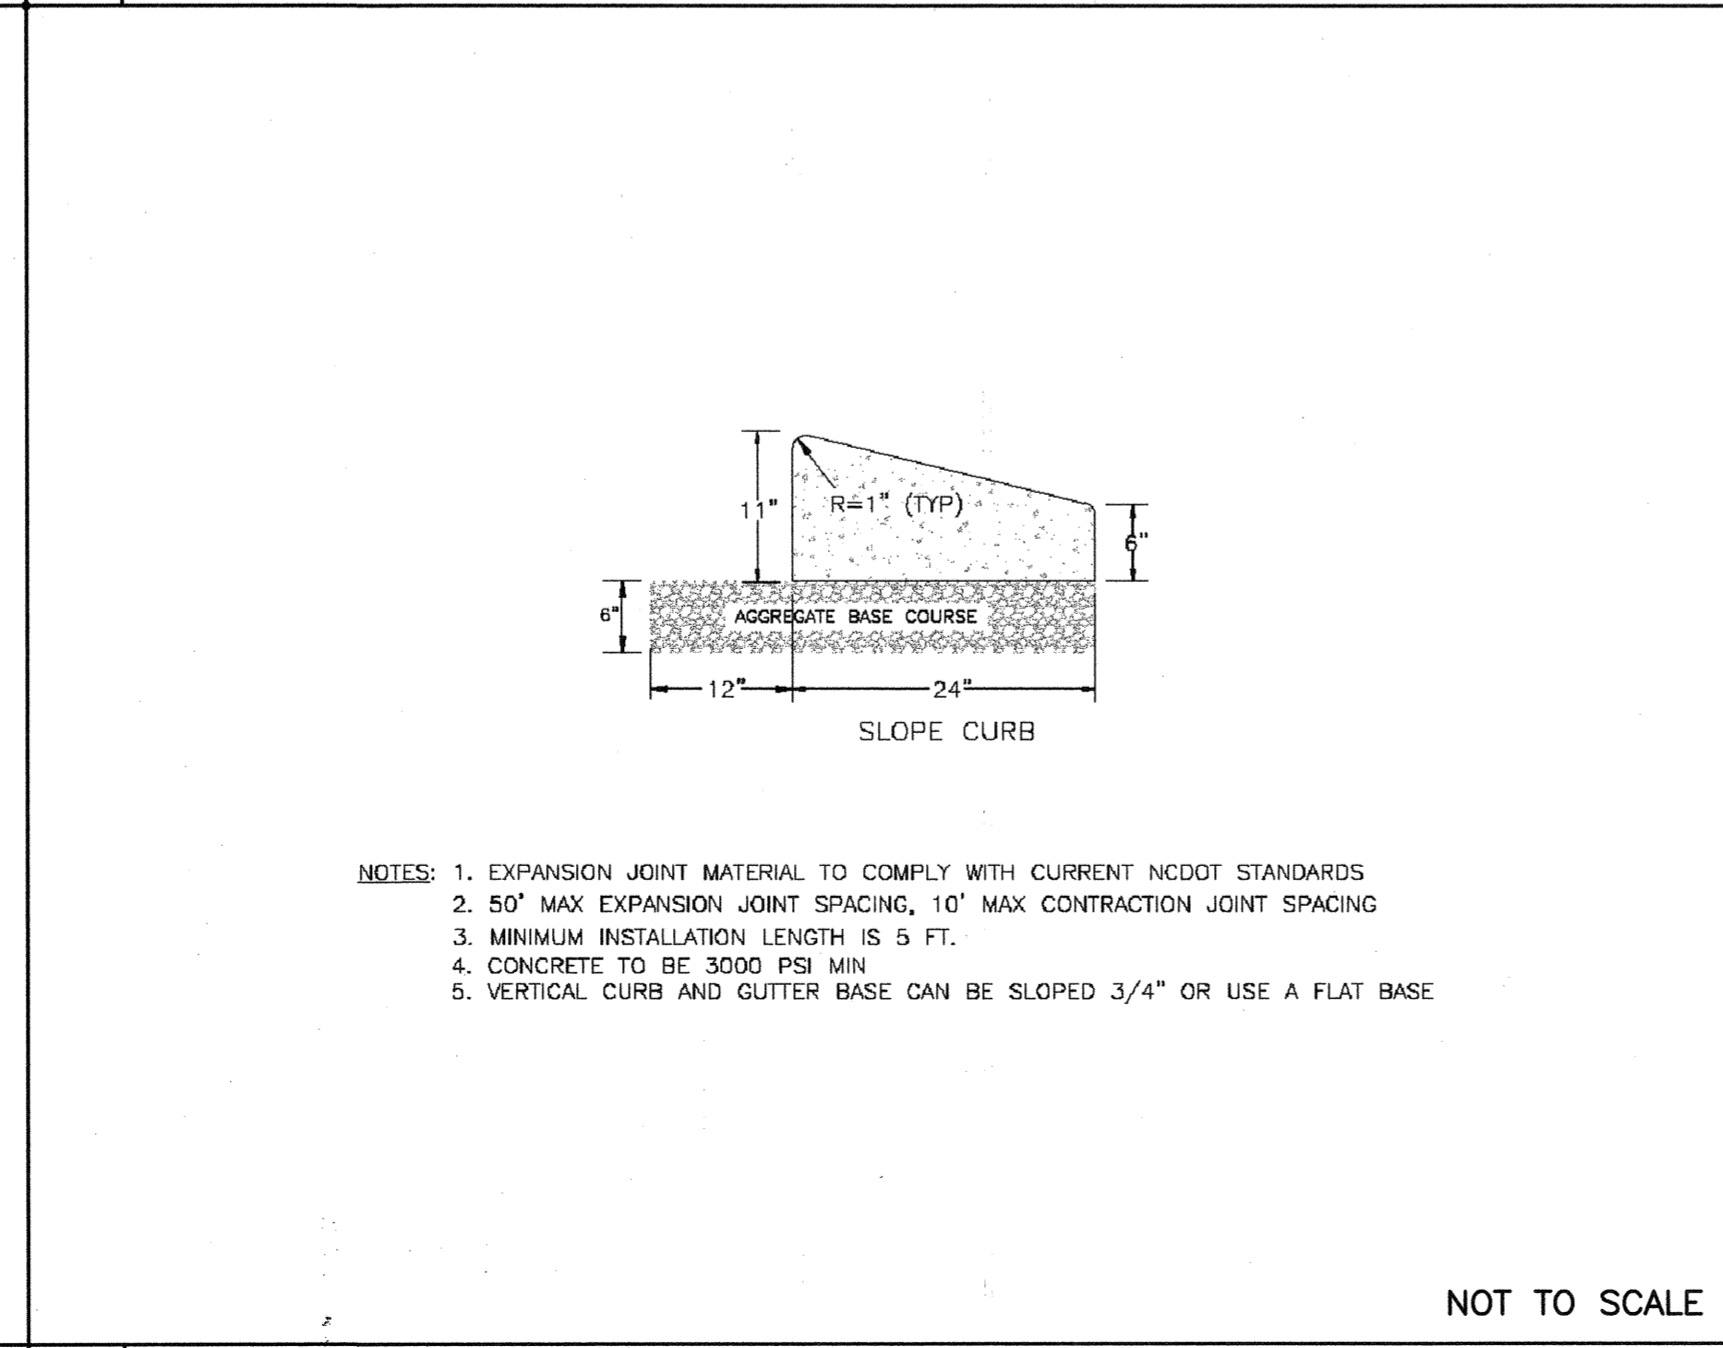 11"
R=1" (TYP)
6"
6"
AGGREGATE BASE COURSE
12"
24"
SLOPE CURB
NOTES: 1. EXPANSION JOINT MATERIAL TO COMPLY WITH CURRENT NCDOT STANDARDS
2. 50' MAX EXPANSION JOINT SPACING, 10' MAX CONTRACTION JOINT SPACING
3. MINIMUM INSTALLATION LENGTH IS 5 FT.
4. CONCRETE TO BE 3000 PSI MIN
5. VERTICAL CURB AND GUTTER BASE CAN BE SLOPED 3/4" OR USE A FLAT BASE
NOT TO SCALE